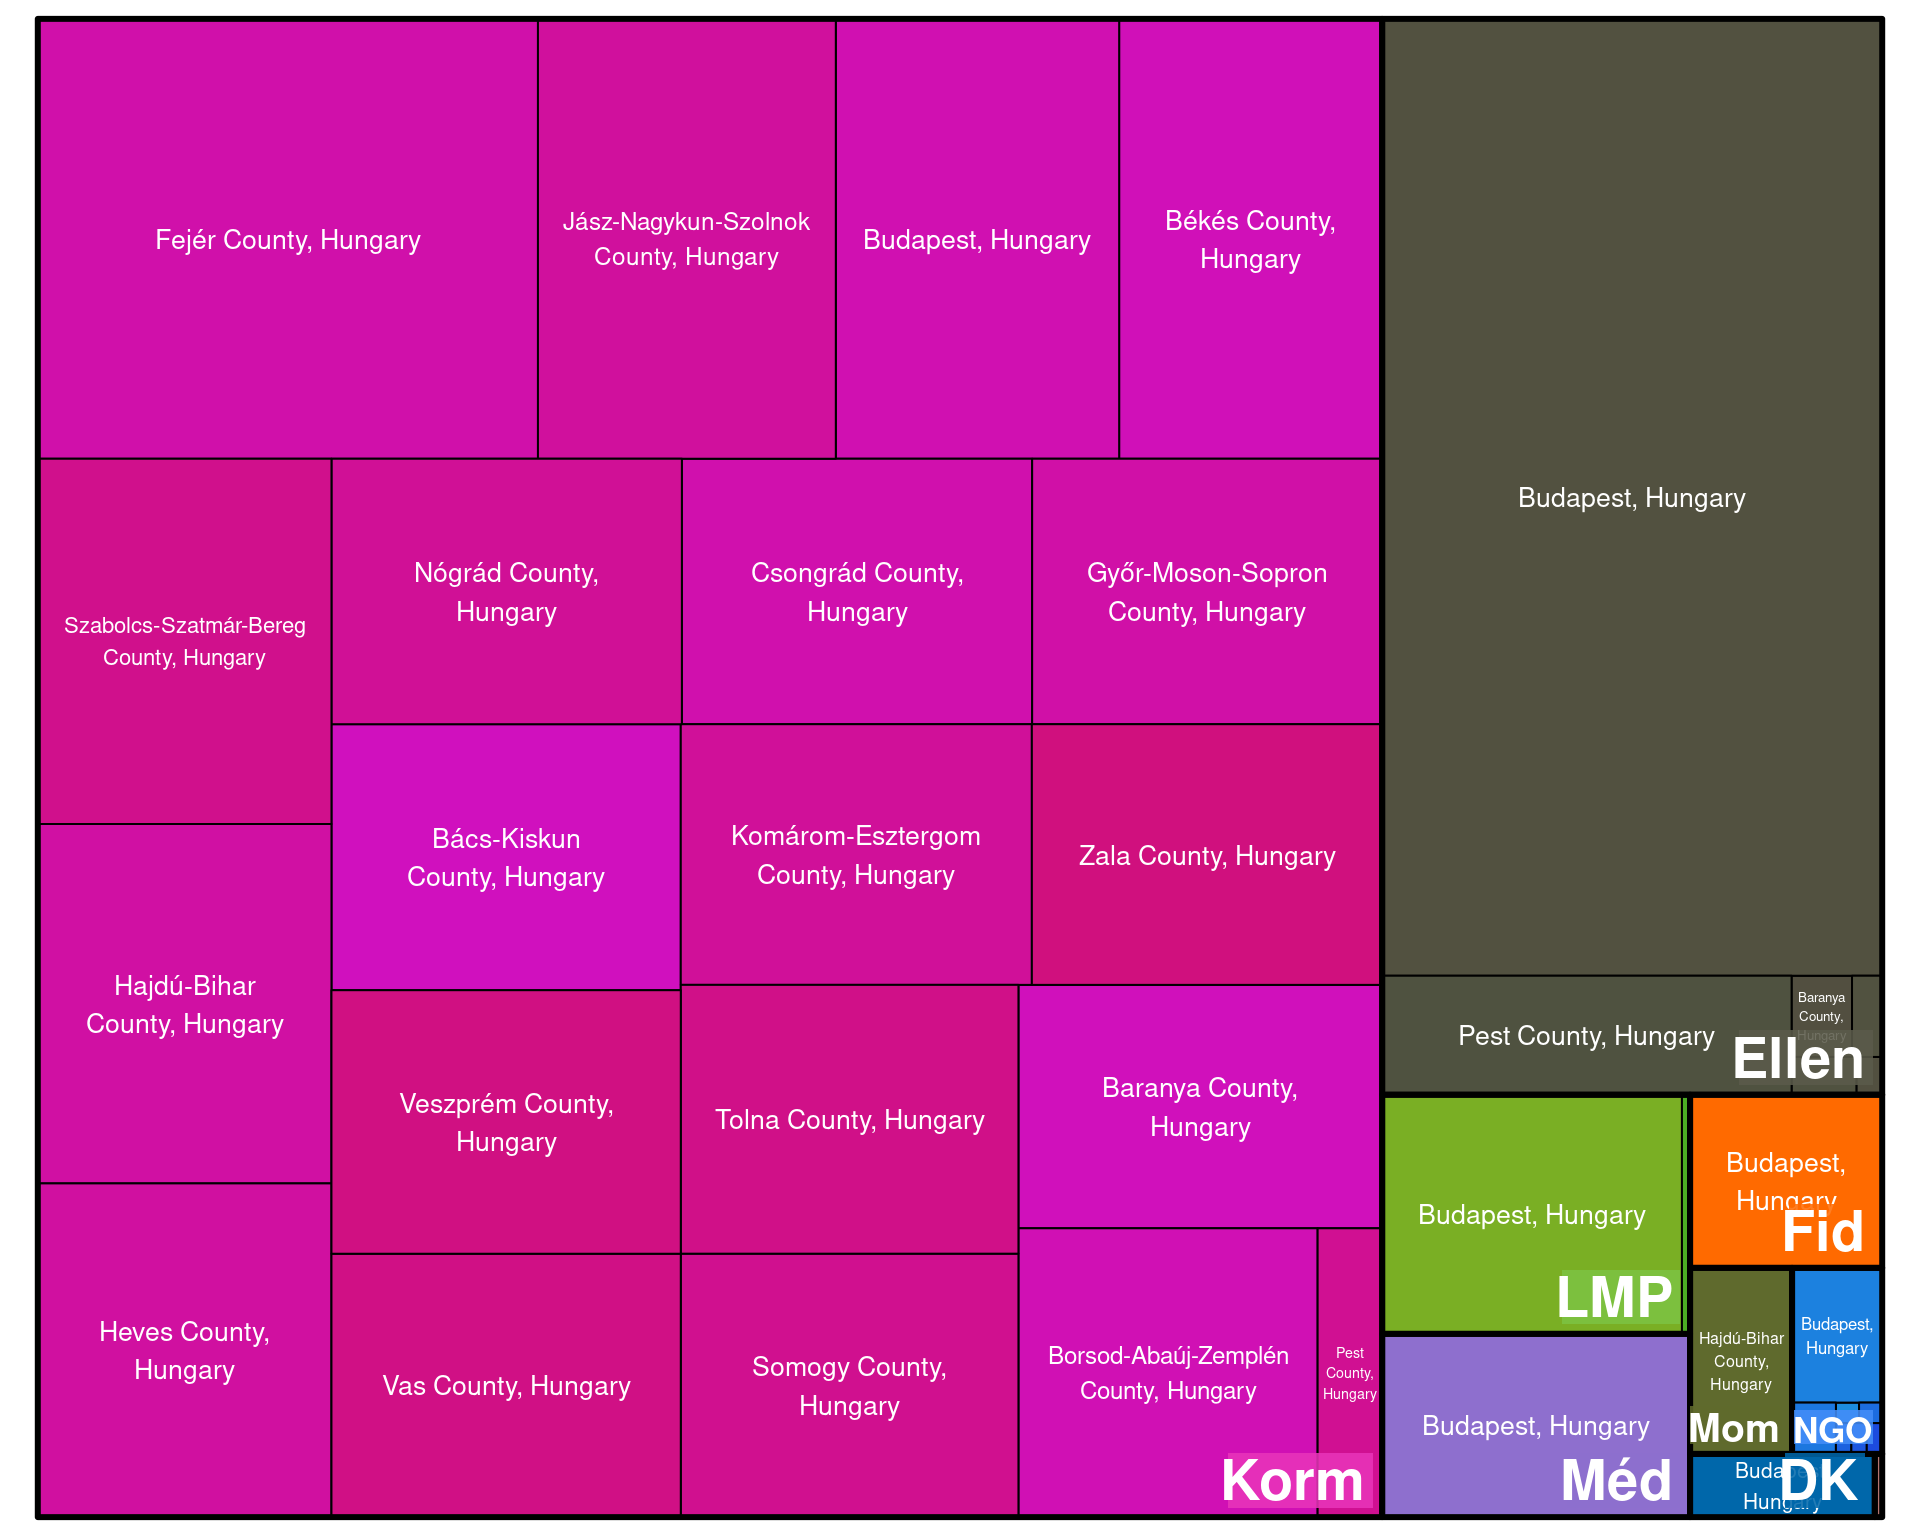 Fejér County, Hungary
Jász-Nagykun-Szolnok
County, Hungary
Budapest, Hungary
Békés County,
Hungary
Szabolcs-Szatmár-Bereg
County, Hungary
Nógrád County,
Hungary
Csongrád County,
Hungary
Győr-Moson-Sopron
County, Hungary
Hajdú-Bihar
County, Hungary
Bács-Kiskun
County, Hungary
Komárom-Esztergom
County, Hungary
Zala County, Hungary
Heves County,
Hungary
Veszprém County,
Hungary
Tolna County, Hungary
Baranya County,
Hungary
Vas County, Hungary
Somogy County,
Hungary
Borsod-Abaúj-Zemplén
County, Hungary
Pest
County,
Hungary
Korm
Budapest, Hungary
Pest County, Hungary
Baranya
County,
Hungary
Ellen
Budapest, Hungary
LMP
Budapest,
Hungary
Fid
Budapest, Hungary
Méd
Hajdú-Bihar
County,
Hungary
Mom
Budapest,
Hungary
NGO
Budapest,
Hungary
DK